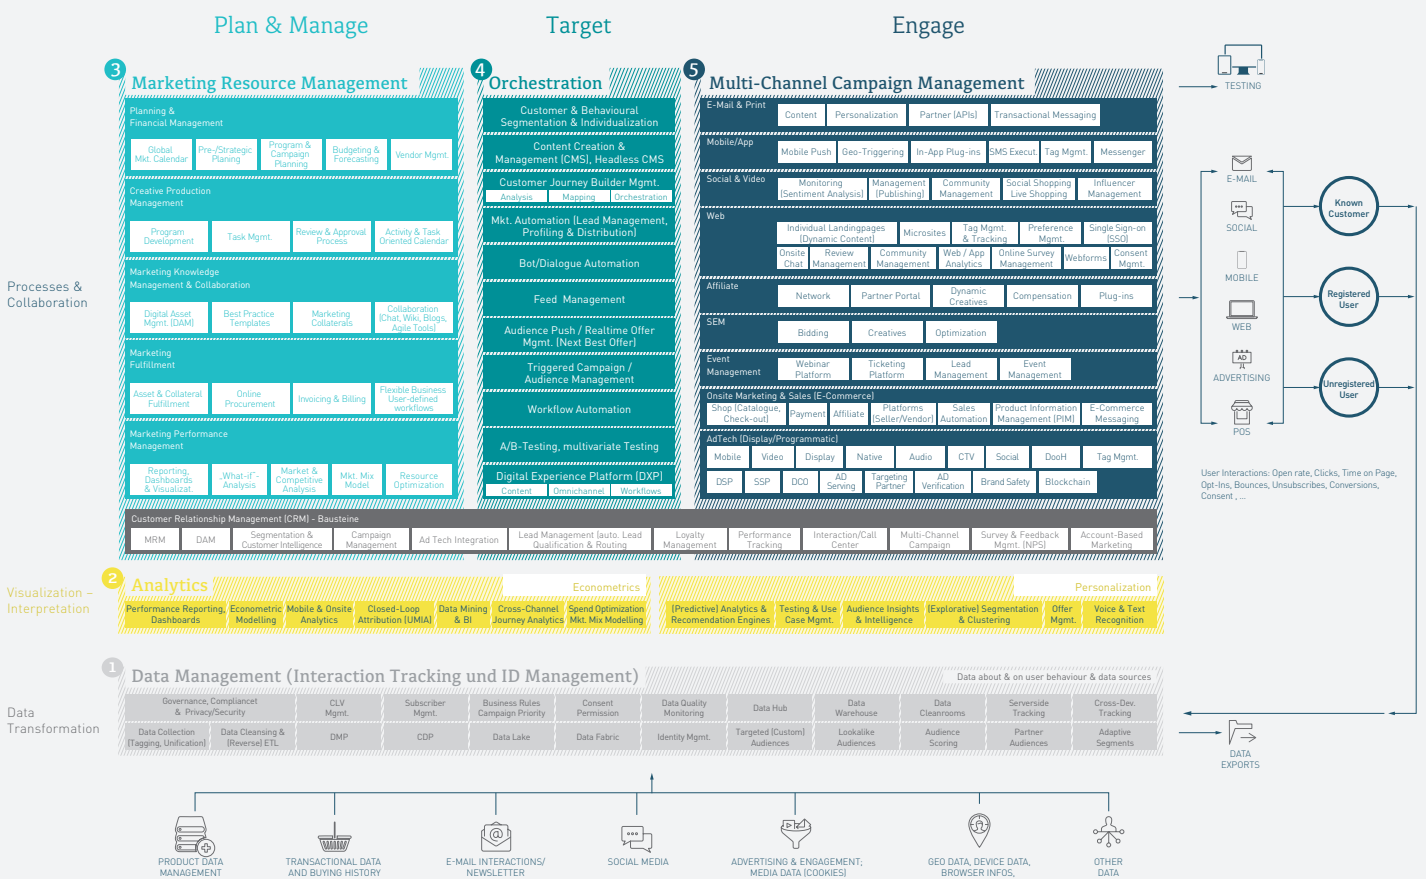 Plan & Manage
Target
Engage
3
Marketing Resource Management
Planning &
Financial Management
Global
Mkt. Calendar
Pre-/Strategic
Planing
Program &
Campaign
Planning
Budgeting &
Forecasting
Vendor Mgmt.
Creative Production
Management
Program
Development
Task Mgmt.
Review & Approval
Process
Activity & Task
Oriented Calendar
Marketing Knowledge
Management & Collaboration
Digital Asset
Mgmt. (DAM)
Best Practice
Templates
Marketing
Collaterals
Collaboration
(Chat, Wiki, Blogs,
Agile Tools)
Marketing
Fulfillment
Asset & Collateral
Fulfillment
Online
Procurement
Invoicing & Billing
Flexible Business
User-defined
workflows
Marketing Performance
Management
Reporting,
Dashboards
& Visualizat.
„What-if"-
Analysis
Market &
Competitive
Analysis
Mkt. Mix
Model
Resource
Optimization
4
Orchestration
Customer & Behavioural
Segmentation & Individualization
Content Creation &
Management (CMS), Headless CMS
Customer Journey Builder Mgmt.
Analysis
Mapping
Orchestration
Mkt. Automation (Lead Management,
Profiling & Distribution)
Bot/Dialogue Automation
Feed Management
Audience Push / Realtime Offer
Mgmt. (Next Best Offer)
Triggered Campaign /
Audience Management
Workflow Automation
A/B-Testing, multivariate Testing
Digital Experience Platform (DXP)
Content
Omnichannel
Workflows
5
Multi-Channel Campaign Management
E-Mail & Print
Content
Personalization
Partner (APIs)
Transactional Messaging
Mobile/App
Mobile Push
Geo-Triggering
In-App Plug-ins
SMS Execut.
Tag Mgmt.
Messenger
Social & Video
Monitoring
(Sentiment Analysis)
Management
(Publishing)
Community
Management
Social Shopping
Live Shopping
Influencer
Management
Web
Individual Landingpages
(Dynamic Content)
Microsites
Tag Mgmt.
& Tracking
Preference
Mgmt.
Single Sign-on
(SSO)
Onsite
Chat
Review
Management
Community
Management
Web / App
Analytics
Online Survey
Management
Webforms
Consent
Mgmt.
Affiliate
Network
Partner Portal
Dynamic
Creatives
Compensation
Plug-ins
SEM
Bidding
Creatives
Optimization
Event
Management
Webinar
Platform
Ticketing
Platform
Lead
Management
Event
Management
Onsite Marketing & Sales (E-Commerce)
Shop (Catalogue,
Check-out)
Payment
Affiliate
Platforms
(Seller/Vendor)
Sales
Automation
Product Information
Management (PIM)
E-Commerce
Messaging
AdTech (Display/Programmatic)
Mobile
Video
Display
Native
Audio
CTV
Social
DooH
Tag Mgmt.
DSP
SSP
DCO
AD
Serving
Targeting
Partner
AD
Verification
Brand Safety
Blockchain
Customer Relationship Management (CRM) - Bausteine
MRM
DAM
Segmentation &
Customer Intelligence
Campaign
Management
Ad Tech Integration
Lead Management (auto. Lead
Qualification & Routing
Loyalty
Management
Performance
Tracking
Interaction/Call
Center
Multi-Channel
Campaign
Survey & Feedback
Mgmt. (NPS)
Account-Based
Marketing
Processes &
Collaboration
TESTING
E-MAIL
SOCIAL
MOBILE
WEB
AD
ADVERTISING
POS
Known
Customer
Registered
User
Unregistered
User
User Interactions: Open rate, Clicks, Time on Page,
Opt-Ins, Bounces, Unsubscribes, Conversions,
Consent , ...
Visualization –
Interpretation
2
Analytics
Econometrics
Personalization
Performance Reporting,
Dashboards
Econometric
Modelling
Mobile & Onsite
Analytics
Closed-Loop
Attribution (UMIA)
Data Mining
& BI
Cross-Channel
Journey Analytics
Spend Optimization
Mkt. Mix Modelling
(Predictive) Analytics &
Recomendation Engines
Testing & Use
Case Mgmt.
Audience Insights
& Intelligence
(Explorative) Segmentation
& Clustering
Offer
Mgmt.
Voice & Text
Recognition
Data
Transformation
1
Data Management (Interaction Tracking und ID Management)
Data about & on user behaviour & data sources
Governance, Compliancet
& Privacy/Security
CLV
Mgmt.
Subscriber
Mgmt.
Business Rules
Campaign Priority
Consent
Permission
Data Quality
Monitoring
Data Hub
Data
Warehouse
Data
Cleanrooms
Serverside
Tracking
Cross-Dev.
Tracking
Data Collection
(Tagging, Unification)
Data Cleansing &
(Reverse) ETL
DMP
CDP
Data Lake
Data Fabric
Identity Mgmt.
Targeted (Custom)
Audiences
Lookalike
Audiences
Audience
Scoring
Partner
Audiences
Adaptive
Segments
DATA
EXPORTS
PRODUCT DATA
MANAGEMENT
TRANSACTIONAL DATA
AND BUYING HISTORY
@
E-MAIL INTERACTIONS/
NEWSLETTER
SOCIAL MEDIA
ADVERTISING & ENGAGEMENT;
MEDIA DATA (COOKIES)
GEO DATA, DEVICE DATA,
BROWSER INFOS,
OTHER
DATA